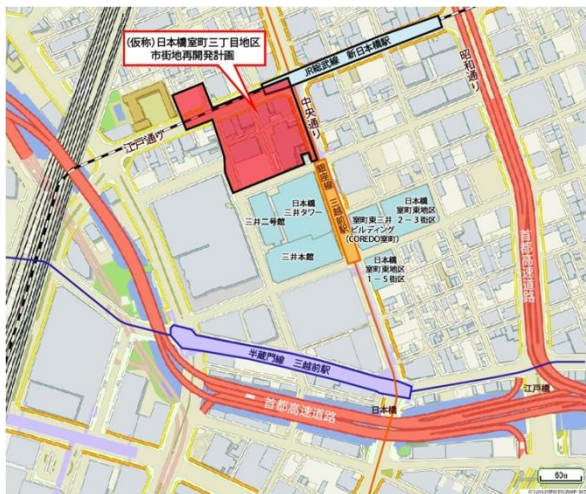 (仮称)日本橋室町三丁目地区
市街地再開発計画
JR総武線 新日本橋駅
昭和通り
中央通り
江戸通り
銀座線 三越前駅
日本橋
三井タワー
三井二号館
三井本館
日本橋
室町東地区
2-3街区
室町東三井
ビルディング
(COREDO室町)
日本橋
室町東地区
1-5街区
首都高速道路
半蔵門線 三越前駅
首都高速道路
日本橋
江戸橋
60m